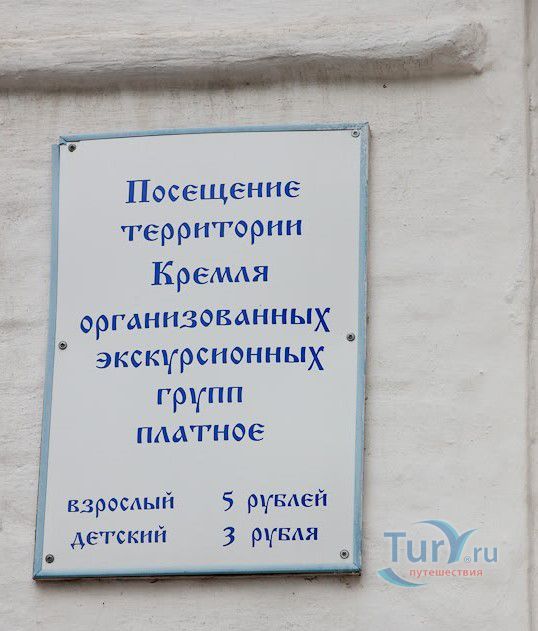 Посещение
территории
Кремля
организованных
экскурсионных
групп
платное
взрослый 5 рублей
детский 3 рубля
Tury.ru
путешествия